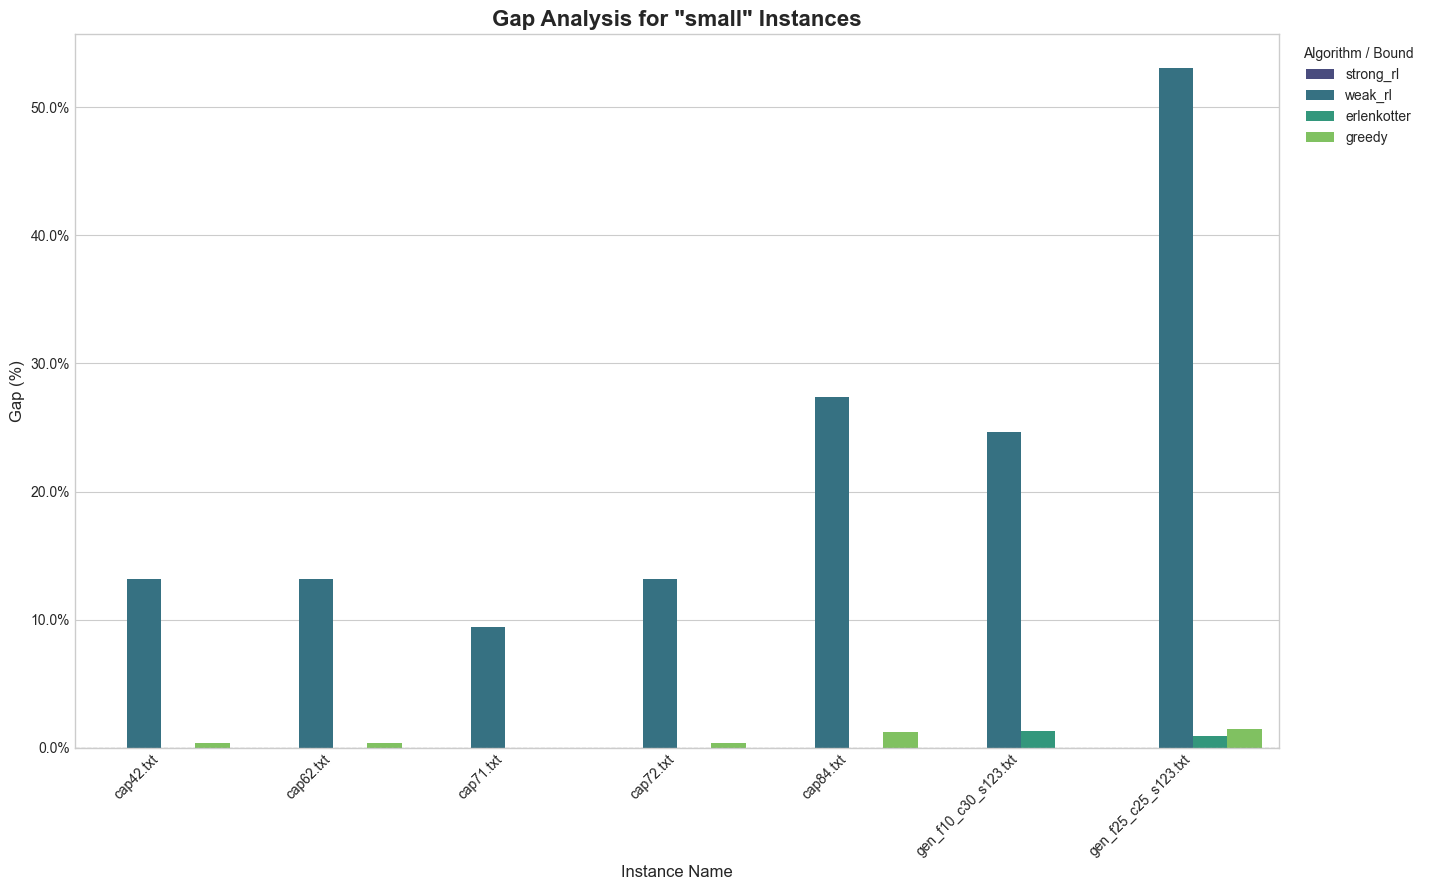 Gap Analysis for "small" Instances
Algorithm / Bound
strong_rl
weak_rl
erlenkotter
greedy
Gap (%)
50.0%
40.0%
30.0%
20.0%
10.0%
0.0%
cap42.txt
cap62.txt
cap71.txt
cap72.txt
cap84.txt
gen_f10_c30_s123.txt
gen_f25_c25_s123.txt
Instance Name